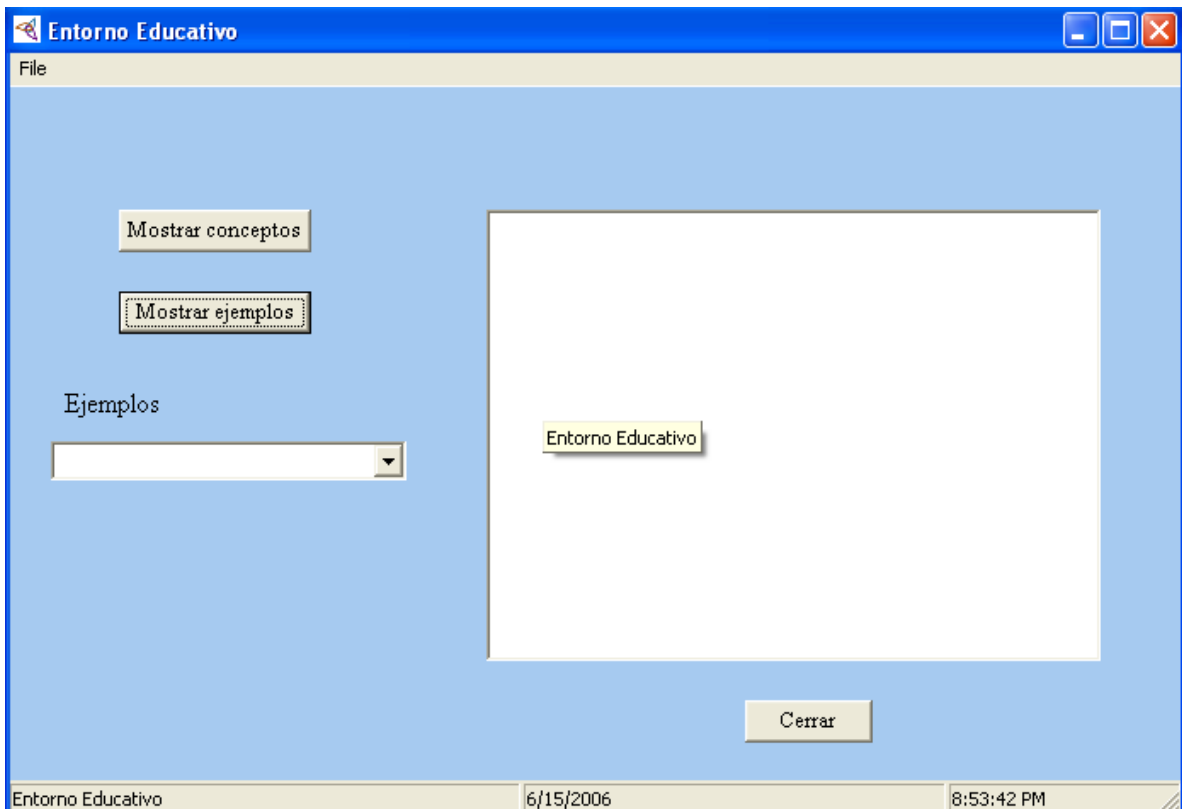 Entorno Educativo
File
Mostrar conceptos
Mostrar ejemplos
Ejemplos
Entorno Educativo
Cerrar
Entorno Educativo 6/15/2006 8:53:42 PM